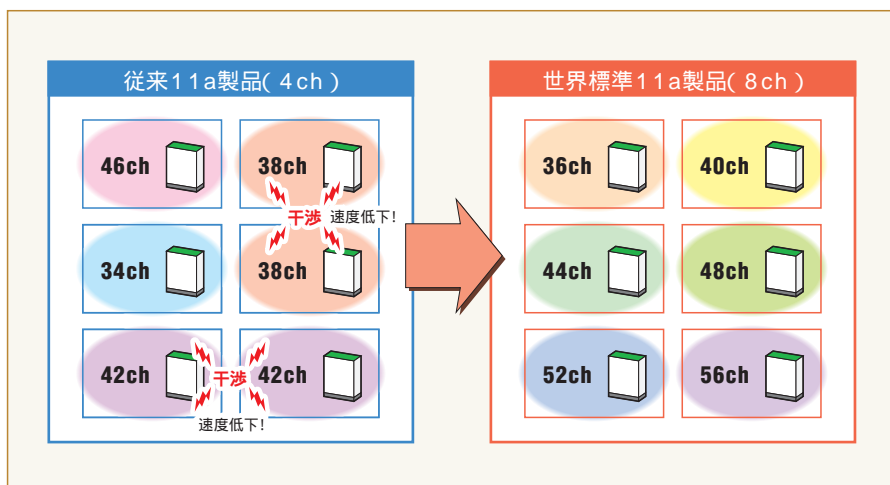 従来11a製品(4ch)
46ch
38ch
干渉 速度低下!
34ch
38ch
42ch
干渉
42ch
速度低下!
世界標準11a製品(8ch)
36ch
40ch
44ch
48ch
52ch
56ch